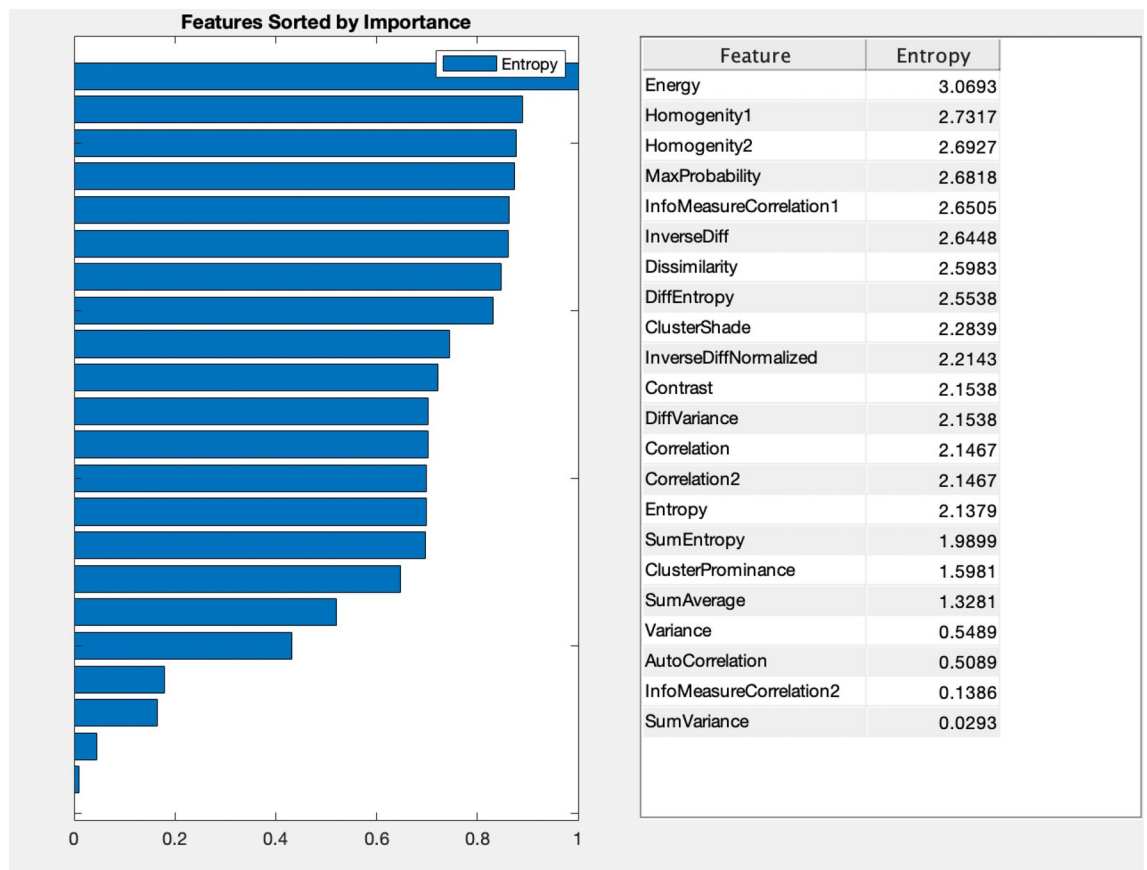 Features Sorted by Importance
Entropy
0 0.2 0.4 0.6 0.8 1
Feature Entropy
Energy 3.0693
Homogenity1 2.7317
Homogenity2 2.6927
MaxProbability 2.6818
InfoMeasureCorrelation1 2.6505
InverseDiff 2.6448
Dissimilarity 2.5983
DiffEntropy 2.5538
ClusterShade 2.2839
InverseDiffNormalized 2.2143
Contrast 2.1538
DiffVariance 2.1538
Correlation 2.1467
Correlation2 2.1467
Entropy 2.1379
SumEntropy 1.9899
ClusterProminance 1.5981
SumAverage 1.3281
Variance 0.5489
AutoCorrelation 0.5089
InfoMeasureCorrelation2 0.1386
SumVariance 0.0293